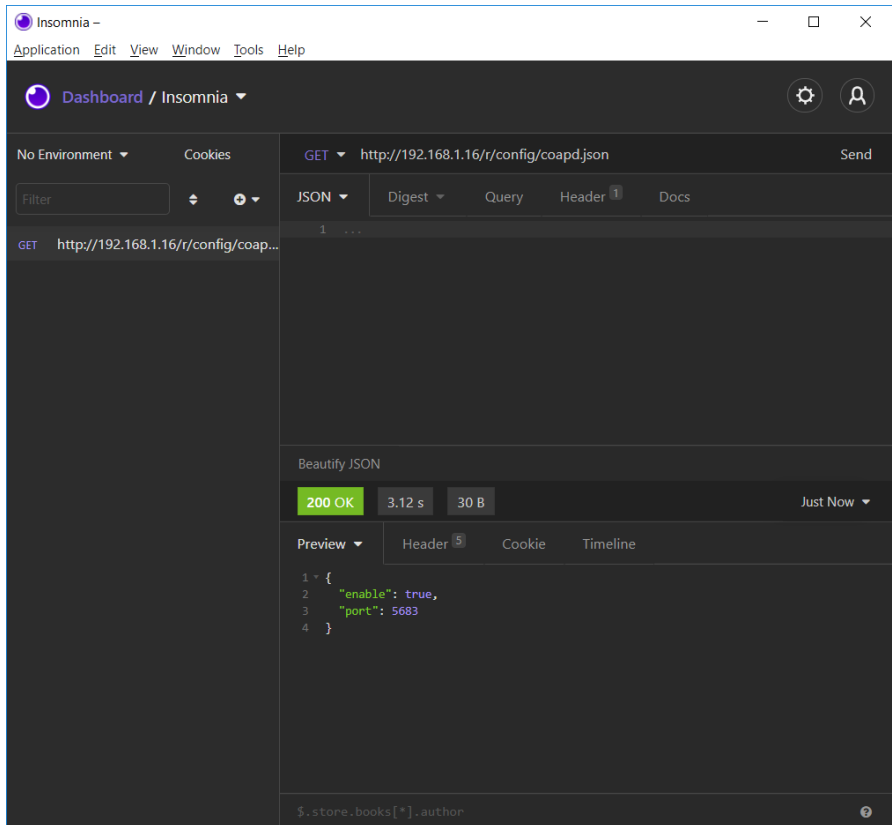 Insomnia –
Application Edit View Window Tools Help
Dashboard / Insomnia
No Environment Cookies
GET http://192.168.1.16/r/config/coapd.json Send
Filter
JSON Digest Query Header 1 Docs
1 ...
GET http://192.168.1.16/r/config/coap...
Beautify JSON
200 OK 3.12 s 30 B Just Now
Preview Header 5 Cookie Timeline
1 {
2 "enable": true,
3 "port": 5683
4 }
$.store.books[*].author
?